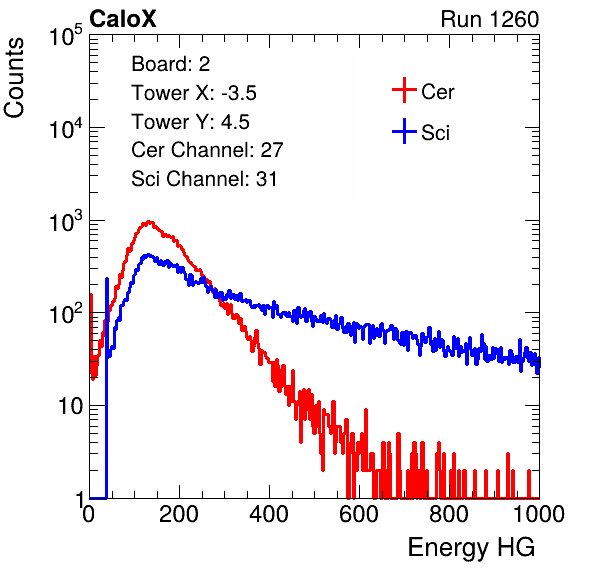 CaloX
Run 1260
Counts
Board: 2
Tower X: -3.5
Tower Y: 4.5
Cer Channel: 27
Sci Channel: 31
Cer
Sci
10^5
10^4
10^3
10^2
10
1
0 200 400 600 800 1000
Energy HG